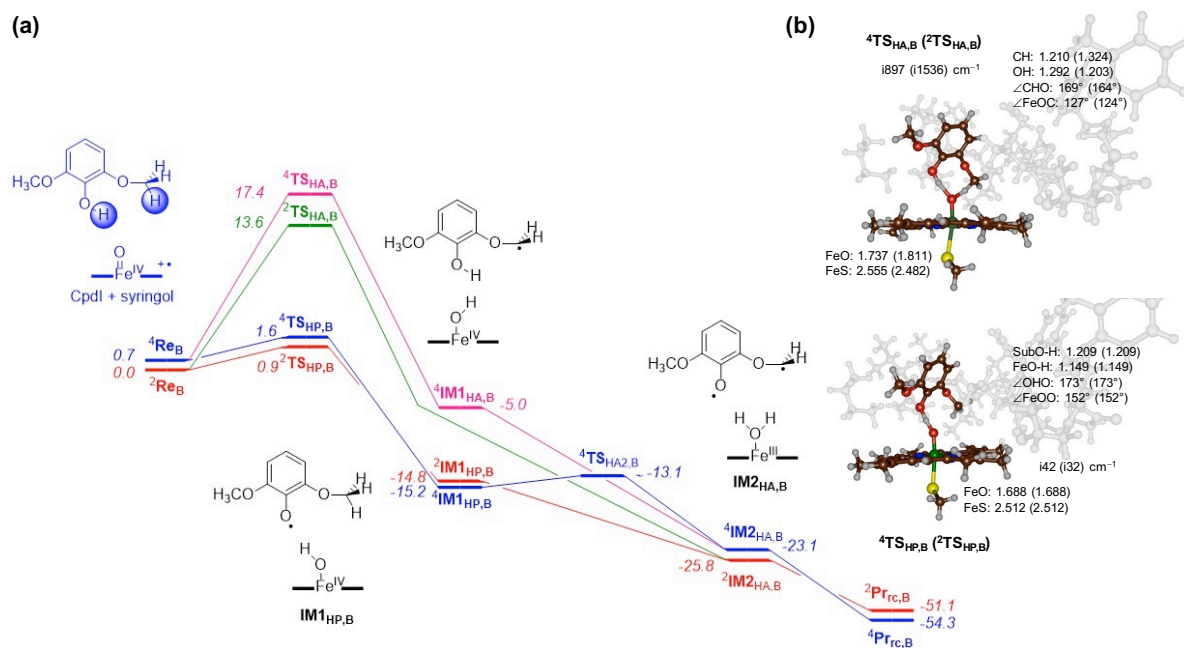 (a)
H
H
H₃CO
O
H
O
H
O
Fe^IV
+•
CpdI + syringol
17.4
⁴TS_HA,B
13.6
²TS_HA,B
H₃CO
O
H
H
O
H
H
O
Fe^IV
⁴TS_HP,B
1.6
0.9
²TS_HP,B
0.7
⁴Re_B
0.0
²Re_B
⁴IM1_HA,B
-5.0
H₃CO
O
H
H
O
H
H
O
Fe^III
IM2_HA,B
-14.8
²IM1_HP,B
-15.2
⁴IM1_HP,B
⁴TS_HA2,B
~ -13.1
H₃CO
O
H
H
H
O
HO
Fe^IV
IM1_HP,B
⁴IM2_HA,B
-23.1
-25.8
²IM2_HA,B
²Pr_rc,B
-51.1
-54.3
⁴Pr_rc,B
(b)
⁴TS_HA,B (²TS_HA,B)
i897 (i1536) cm⁻¹
CH: 1.210 (1.324)
OH: 1.292 (1.203)
∠CHO: 169° (164°)
∠FeOC: 127° (124°)
FeO: 1.737 (1.811)
FeS: 2.555 (2.482)
SubO-H: 1.209 (1.209)
FeO-H: 1.149 (1.149)
∠OHO: 173° (173°)
∠FeOO: 152° (152°)
i42 (i32) cm⁻¹
FeO: 1.688 (1.688)
FeS: 2.512 (2.512)
⁴TS_HP,B (²TS_HP,B)